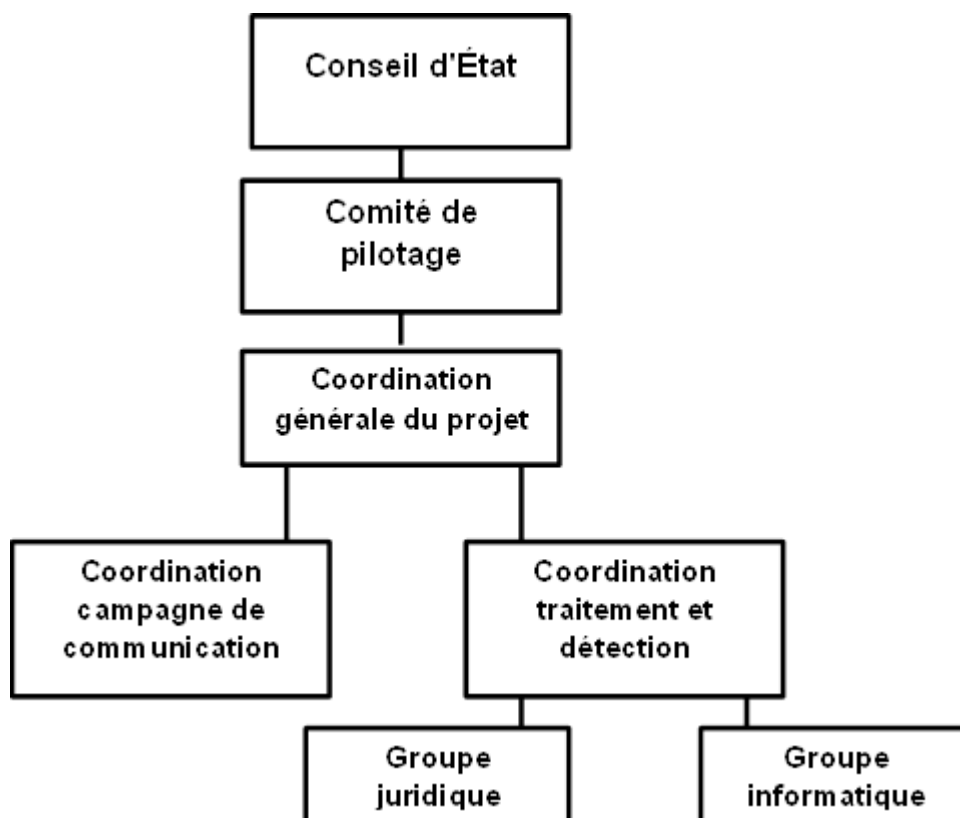 Conseil d'État
Comité de
pilotage
Coordination
générale du projet
Coordination
campagne de
communication
Coordination
traitement et
détection
Groupe
juridique
Groupe
informatique